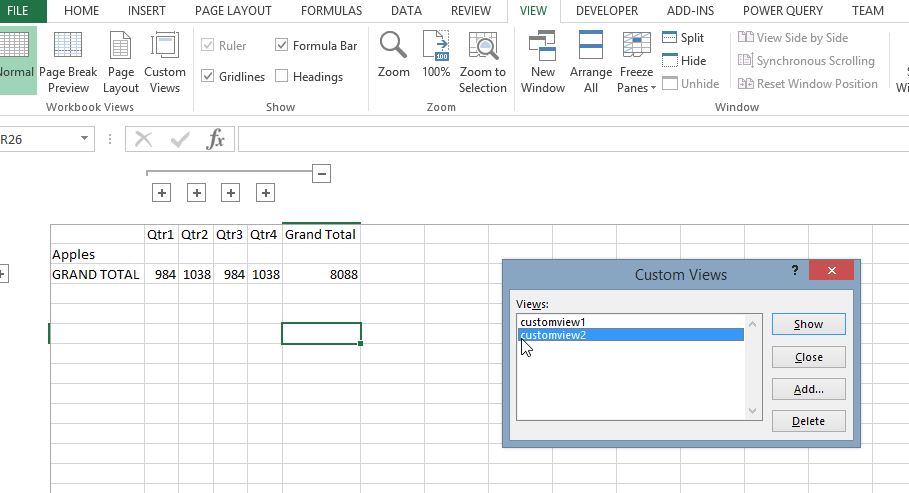 FILE HOME INSERT PAGE LAYOUT FORMULAS DATA REVIEW VIEW DEVELOPER ADD-INS POWER QUERY TEAM
Normal Page Break Preview Page Layout Custom Views
Workbook Views
Ruler Formula Bar
Gridlines Headings
Show
Zoom 100% Zoom to Selection
100
Zoom
New Window Arrange All Freeze Panes
Split
Hide
Unhide
View Side by Side
Synchronous Scrolling
Reset Window Position
Window
R26 fx
Qtr1 Qtr2 Qtr3 Qtr4 Grand Total
Apples
GRAND TOTAL 984 1038 984 1038 8088
Custom Views ?
Views:
customview1
customview2
Show
Close
Add...
Delete